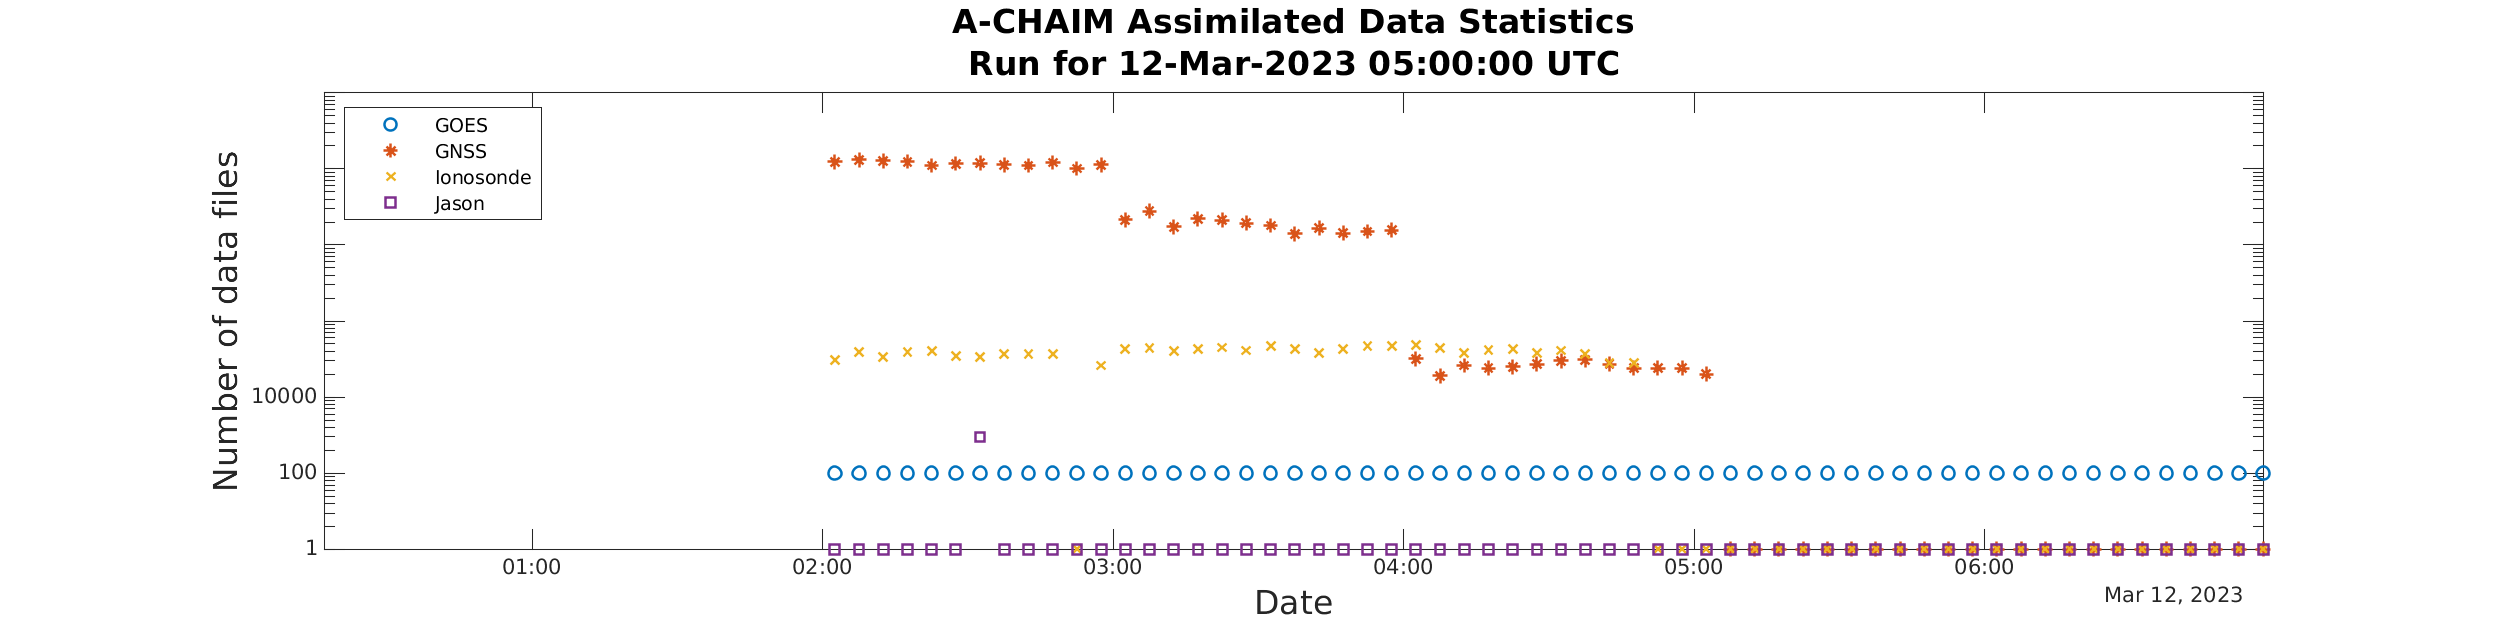 A-CHAIM Assimilated Data Statistics
Run for 12-Mar-2023 05:00:00 UTC
GOES
GNSS
Ionosonde
Jason
Number of data files
10000
100
1
01:00 02:00 03:00 04:00 05:00 06:00
Mar 12, 2023
Date